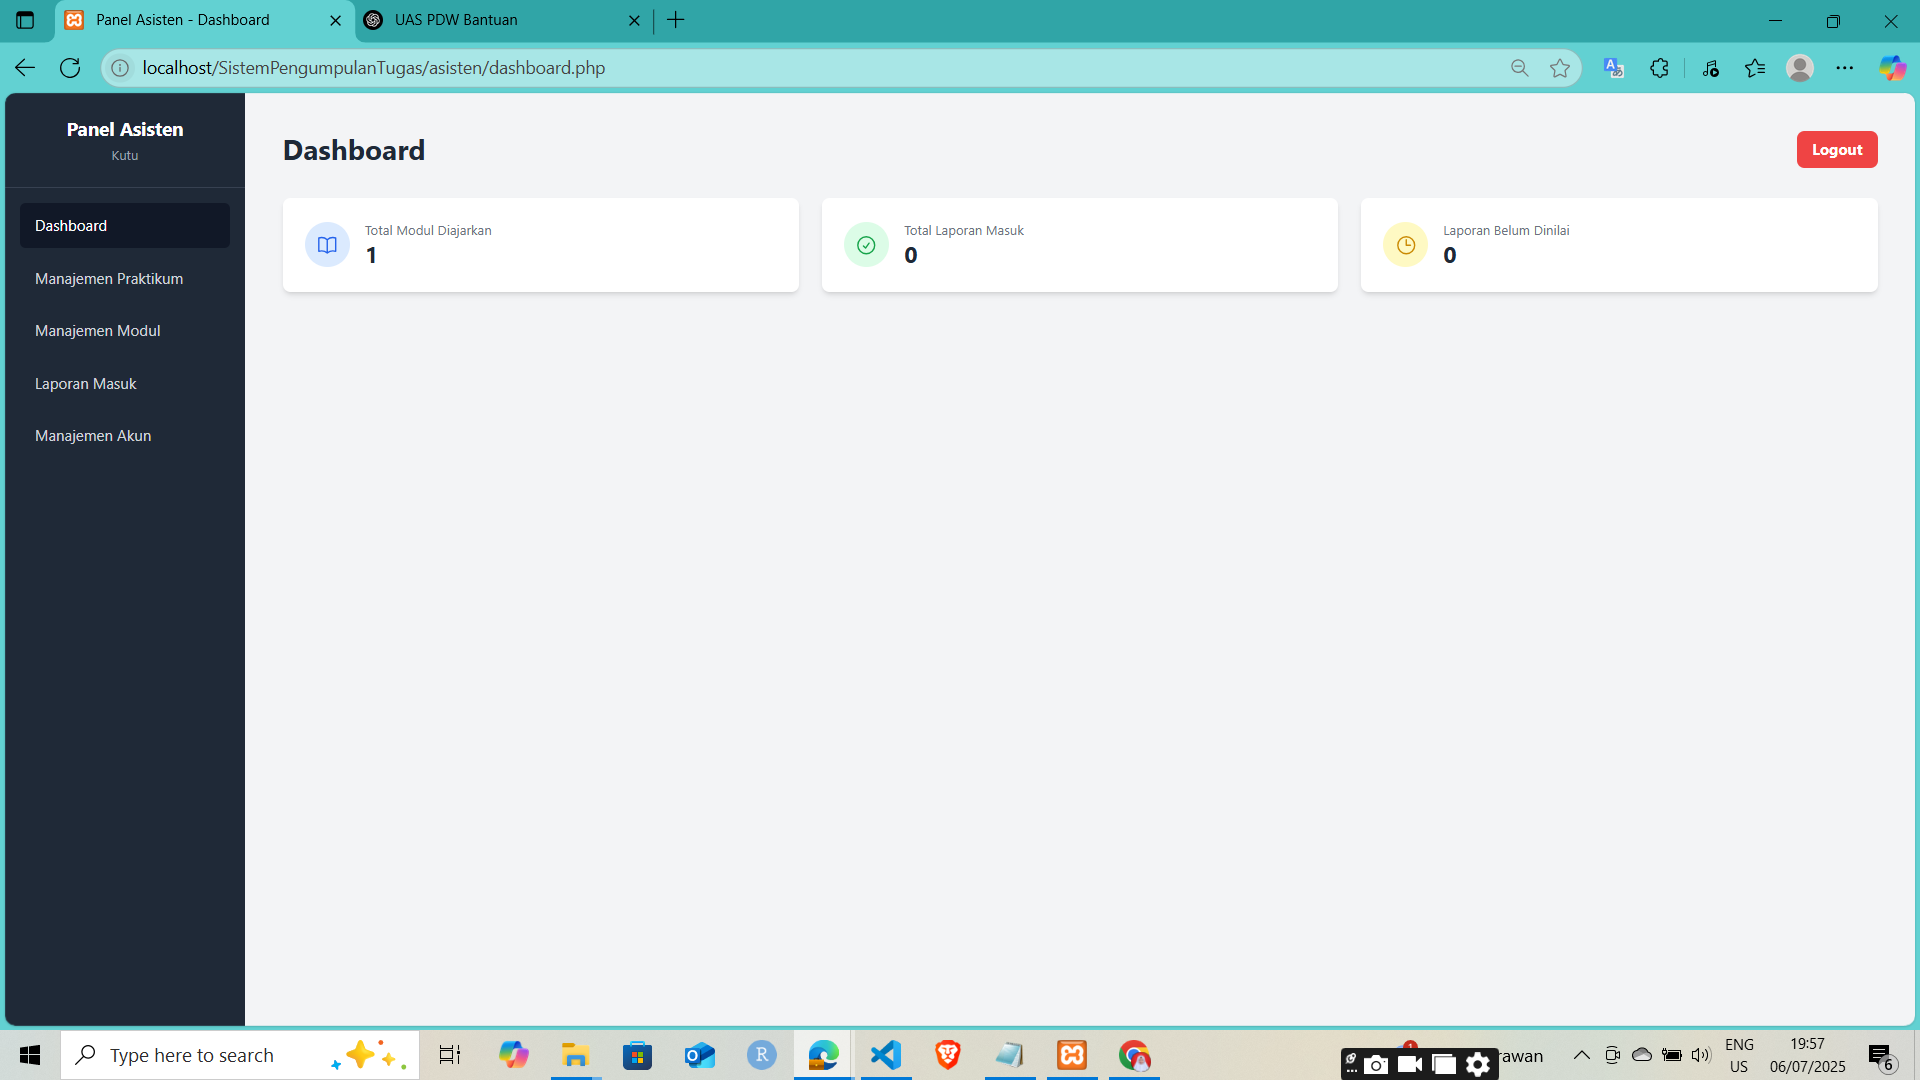 Panel Asisten - Dashboard
UAS PDW Bantuan
localhost/SistemPengumpulanTugas/asisten/dashboard.php
Panel Asisten
Kutu
Dashboard
Manajemen Praktikum
Manajemen Modul
Laporan Masuk
Manajemen Akun
Dashboard
Logout
Total Modul Diajarkan
1
Total Laporan Masuk
0
Laporan Belum Dinilai
0
Type here to search
rawan
ENG
US
19:57
06/07/2025
6